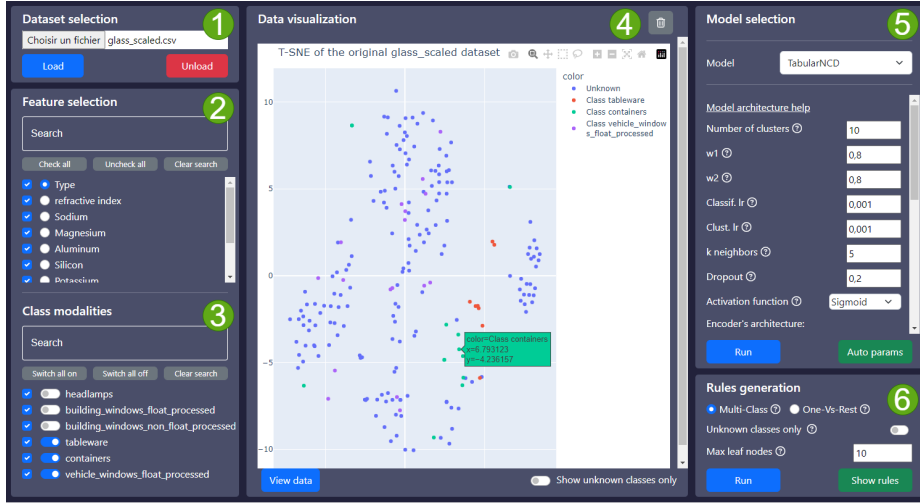 Dataset selection
1
Choisir un fichier glass_scaled.csv
Load
Unload
Feature selection
2
Search
Check all
Uncheck all
Clear search
Type
refractive index
Sodium
Magnesium
Aluminum
Silicon
Potassium
Class modalities
3
Search
Switch all on
Switch all off
Clear search
headlamps
building_windows_float_processed
building_windows_non_float_processed
tableware
containers
vehicle_windows_float_processed
Data visualization
4
T-SNE of the original glass_scaled dataset
color
Unknown
Class tableware
Class containers
Class vehicle_window
s_float_processed
10
5
0
−5
−10
color=Class containers
x=6.793123
y=−4.236157
View data
Show unknown classes only
Model selection
5
Model
TabularNCD
Model architecture help
Number of clusters ? 10
w1 ? 0,8
w2 ? 0,8
Classif. lr ? 0,001
Clust. lr ? 0,001
k neighbors ? 5
Dropout ? 0,2
Activation function ? Sigmoid
Encoder's architecture:
Run
Auto params
Rules generation
6
Multi-Class ? One-Vs-Rest ?
Unknown classes only ?
Max leaf nodes ? 10
Run
Show rules